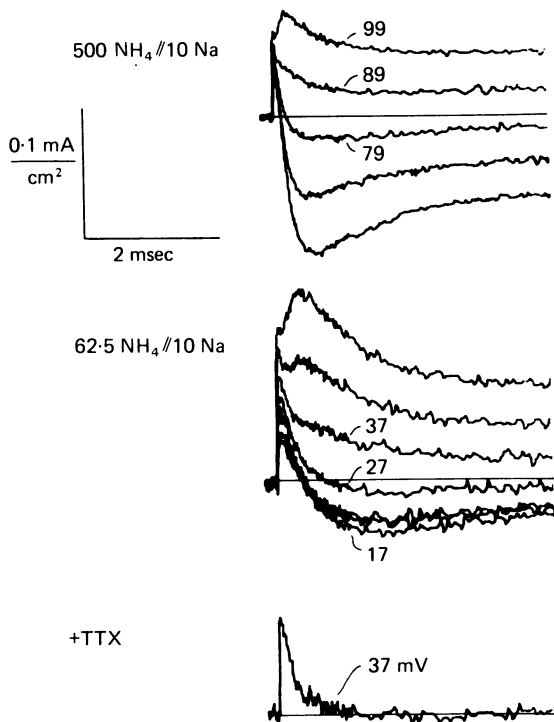 500 NH₄//10 Na
99
89
79
0·1 mA
cm²
2 msec
62·5 NH₄//10 Na
37
27
17
+TTX
37 mV